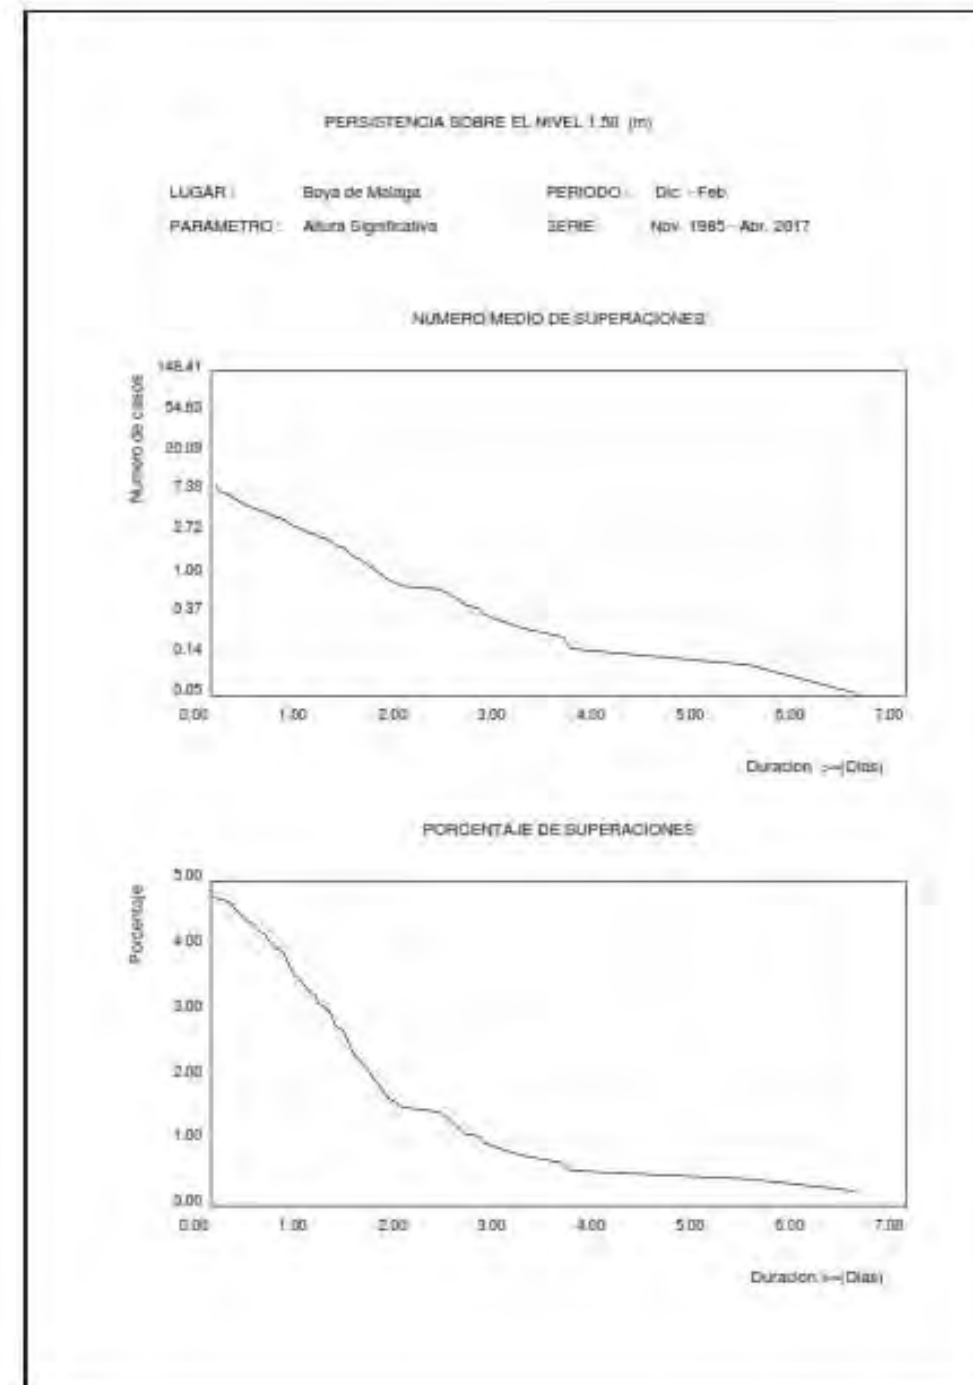 PERSISTENCIA SOBRE EL NIVEL 1.50 (m)
LUGAR : Boya de Malaga PERIODO : Dic. - Feb.
PARAMETRO : Altura Significativa SERIE : Nov. 1985 - Abr. 2017
NUMERO MEDIO DE SUPERACIONES
Numero de casos
148.41
54.60
20.09
7.39
2.72
1.00
0.37
0.14
0.05
0.00 1.00 2.00 3.00 4.00 5.00 6.00 7.00
Duracion >=(Dias)
PORCENTAJE DE SUPERACIONES
Porcentaje
5.00
4.00
3.00
2.00
1.00
0.00
0.00 1.00 2.00 3.00 4.00 5.00 6.00 7.00
Duracion >=(Dias)